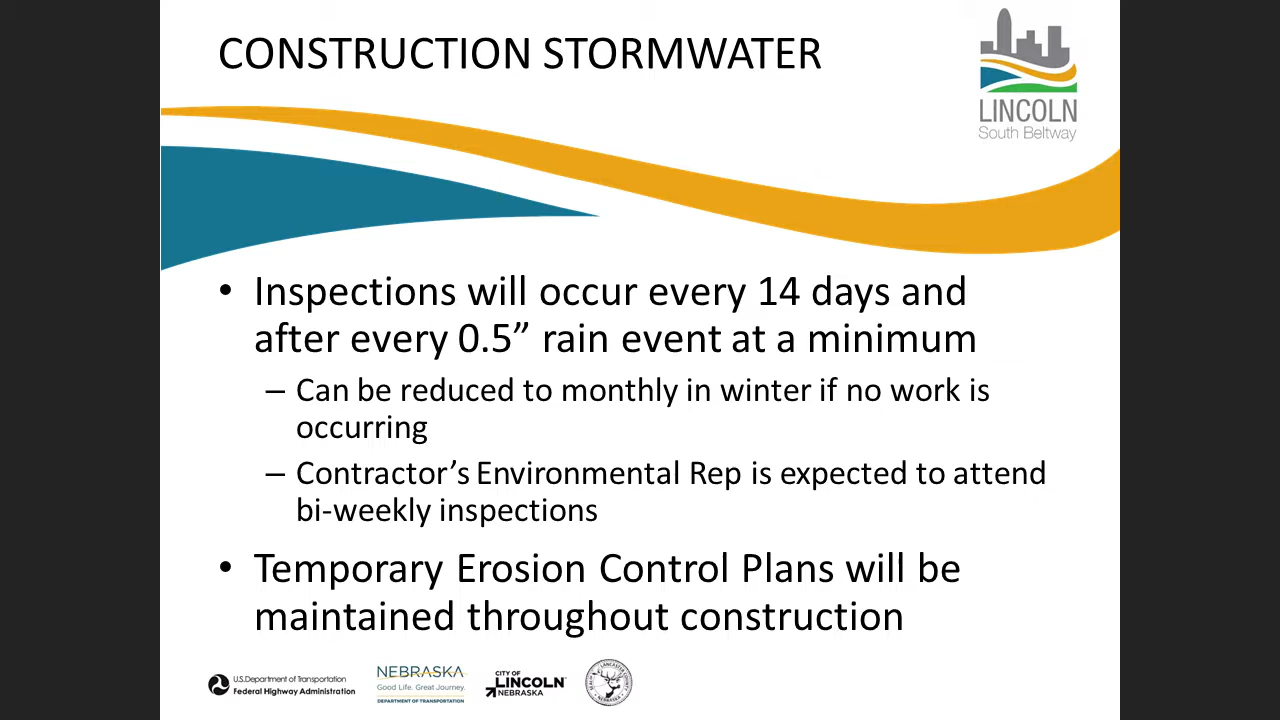 CONSTRUCTION STORMWATER
LINCOLN
South Beltway
• Inspections will occur every 14 days and
after every 0.5” rain event at a minimum
– Can be reduced to monthly in winter if no work is
occurring
– Contractor’s Environmental Rep is expected to attend
bi-weekly inspections
• Temporary Erosion Control Plans will be
maintained throughout construction
U.S.Department of Transportation
Federal Highway Administration
NEBRASKA
Good Life. Great Journey.
DEPARTMENT OF TRANSPORTATION
CITY OF
LINCOLN
NEBRASKA